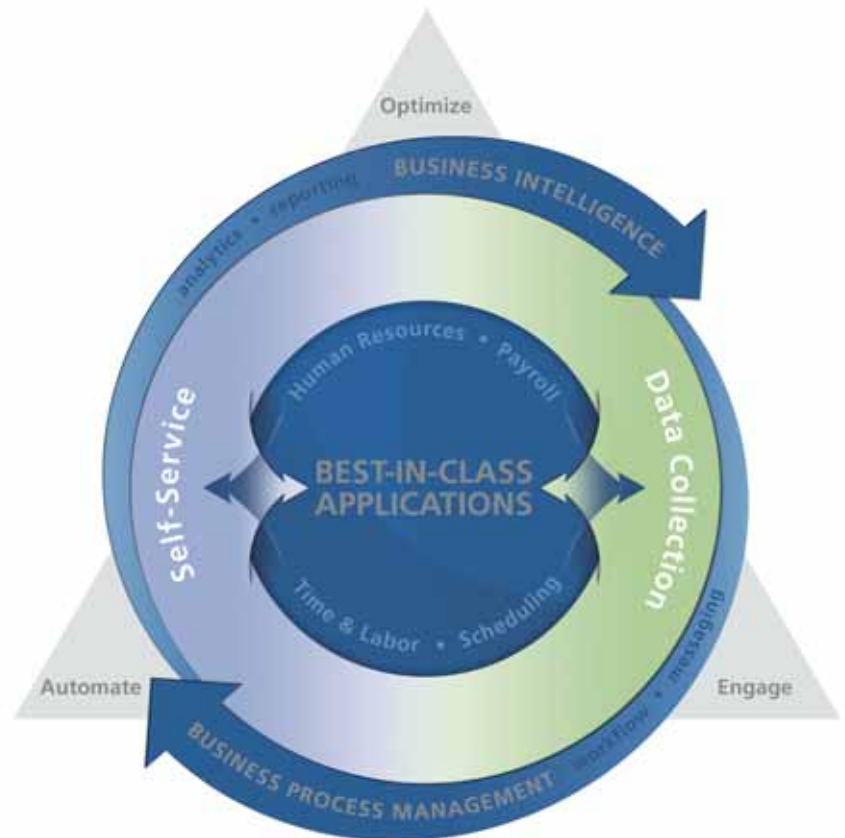 Optimize
BUSINESS INTELLIGENCE
analytics • reporting
Human Resources • Payroll
Self-Service
Data Collection
BEST-IN-CLASS
APPLICATIONS
Time & Labor • Scheduling
Automate
Engage
BUSINESS PROCESS MANAGEMENT
workflow • messaging